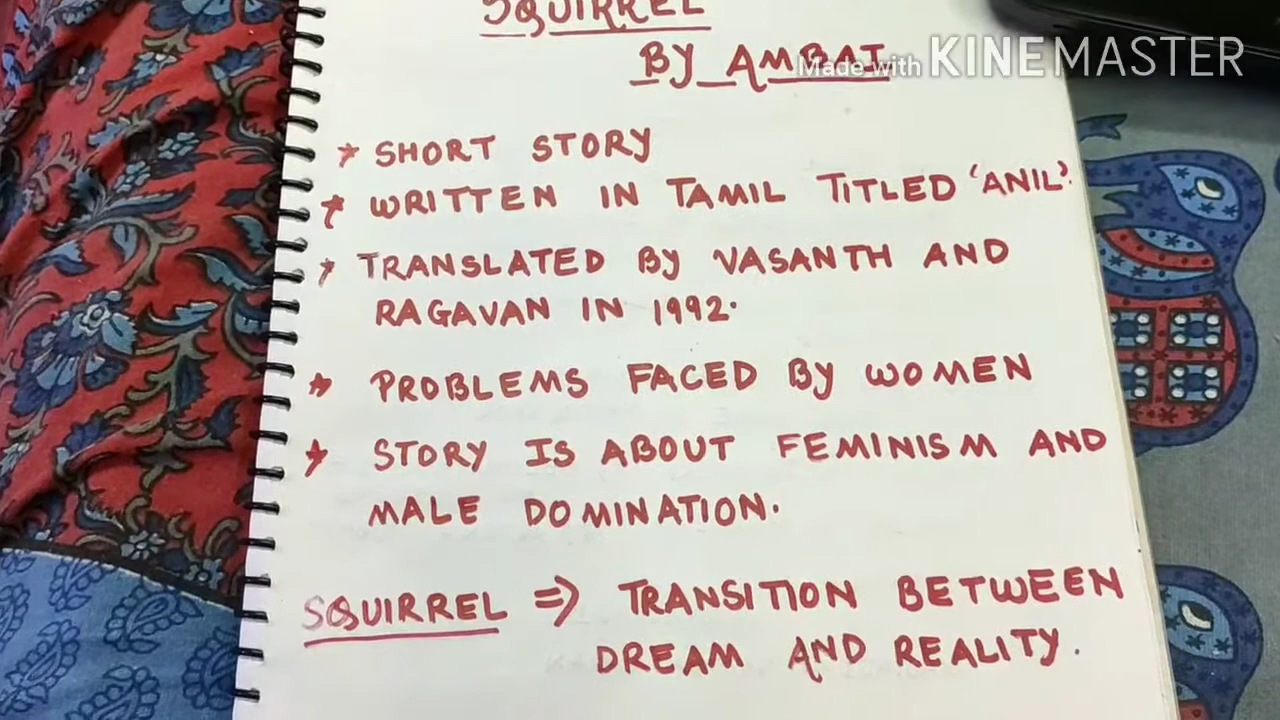 SQUIRREL
BY AMBAI
Made with KINEMASTER
* SHORT STORY
* WRITTEN IN TAMIL TITLED 'ANIL'.
* TRANSLATED BY VASANTH AND
RAGAVAN IN 1992.
* PROBLEMS FACED BY WOMEN
* STORY IS ABOUT FEMINISM AND
MALE DOMINATION.
SQUIRREL => TRANSITION BETWEEN
DREAM AND REALITY.